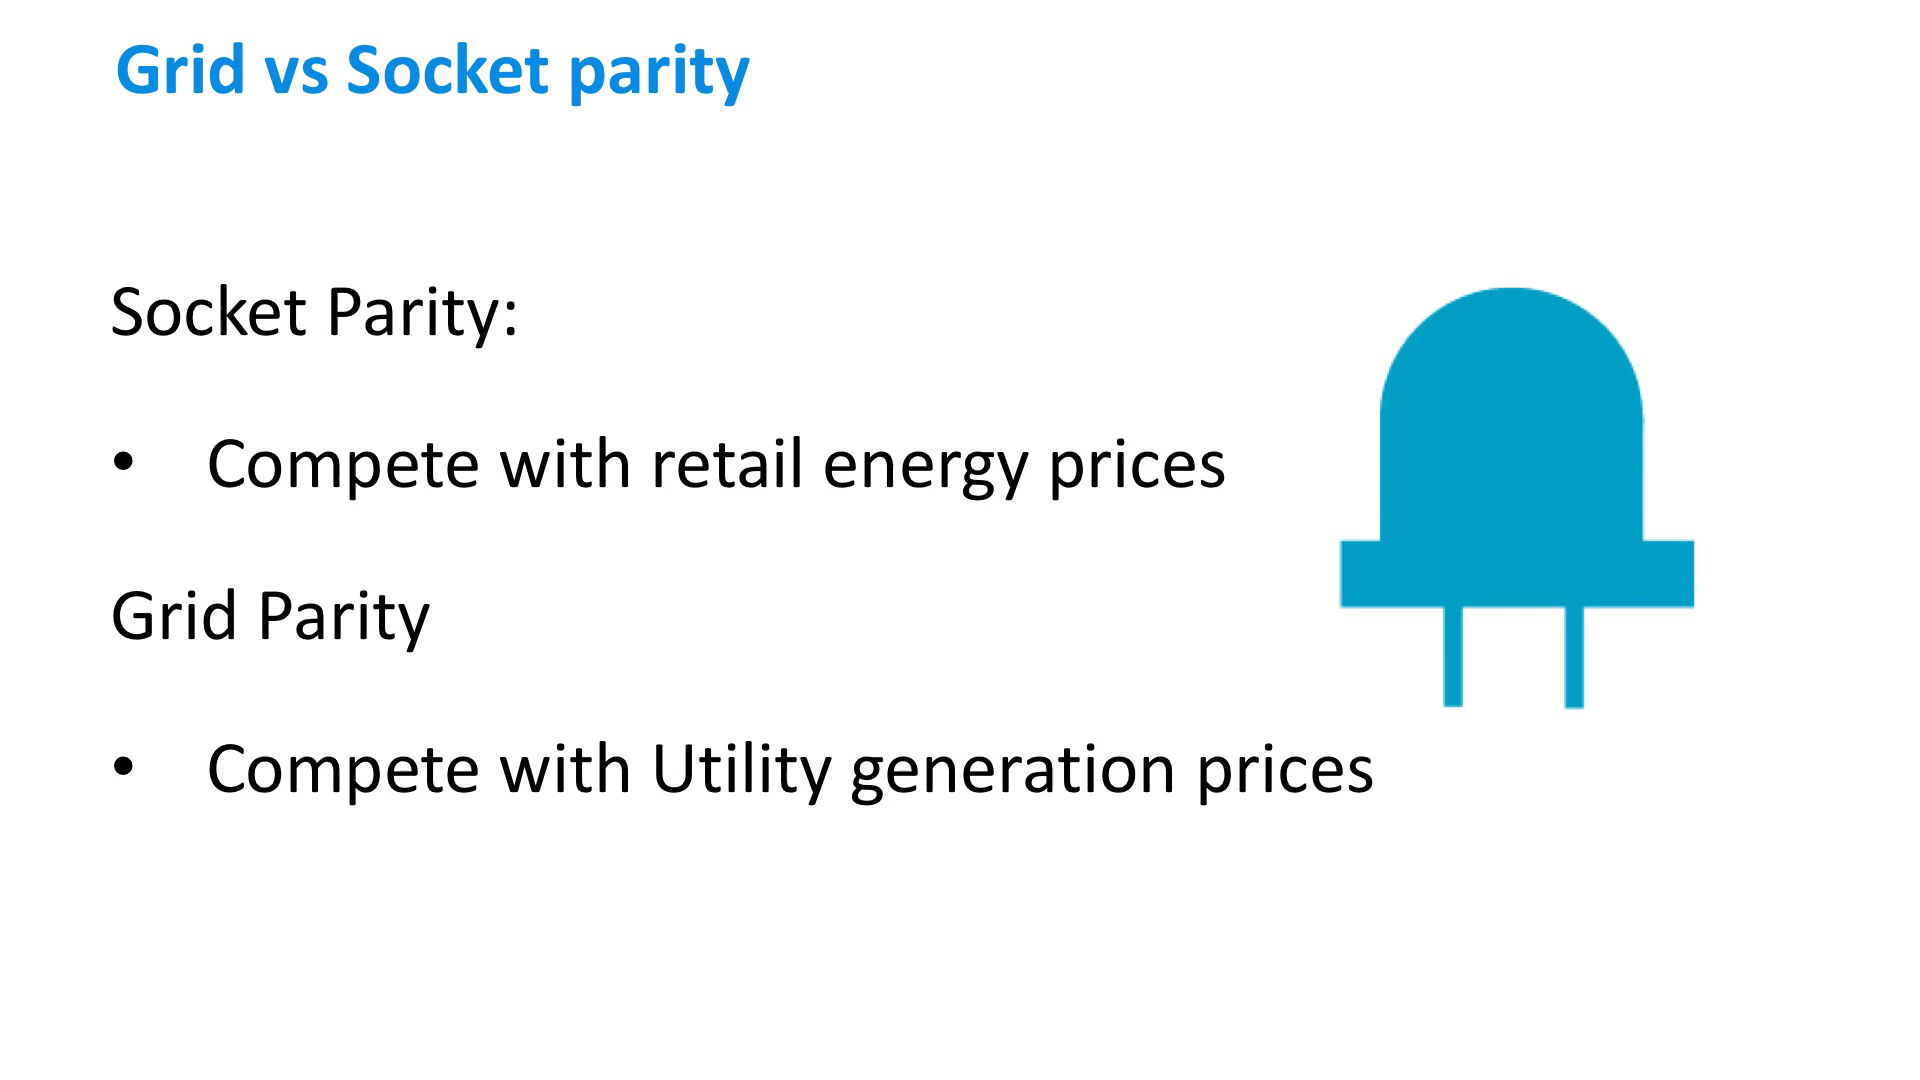 Grid vs Socket parity
Socket Parity:
• Compete with retail energy prices
Grid Parity
• Compete with Utility generation prices